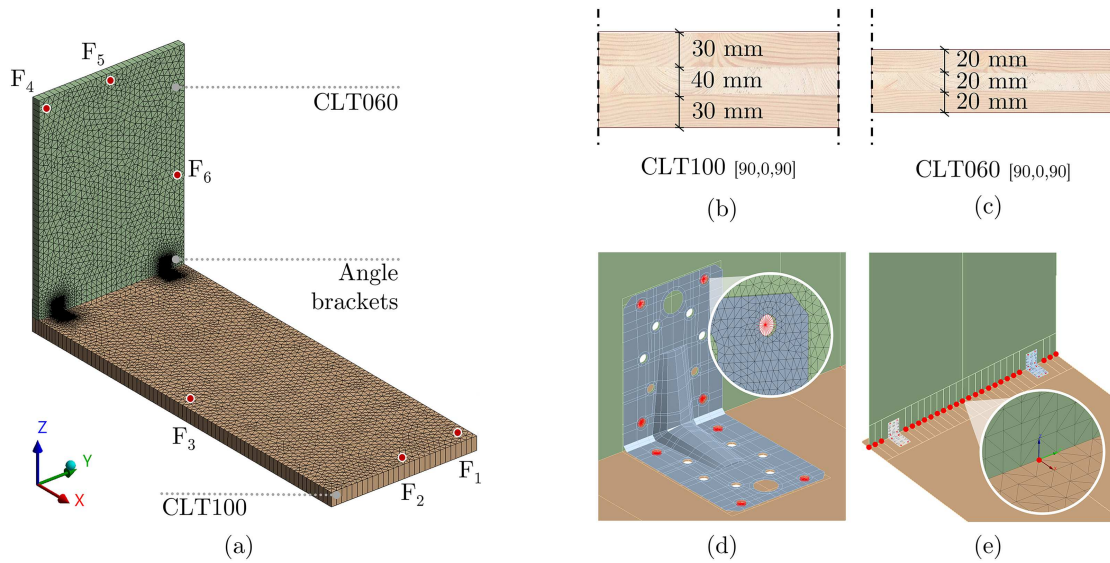 F5
F4
CLT060
F6
Angle
brackets
F3
F1
F2
CLT100
Z
Y
X
(a)
30 mm
40 mm
30 mm
CLT100 [90,0,90]
(b)
20 mm
20 mm
20 mm
CLT060 [90,0,90]
(c)
(d)
(e)